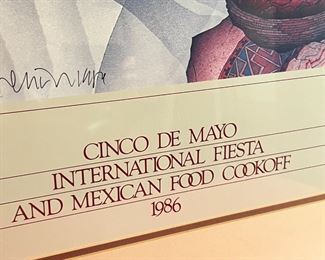 CINCO DE MAYO
INTERNATIONAL FIESTA
AND MEXICAN FOOD COOKOFF
1986